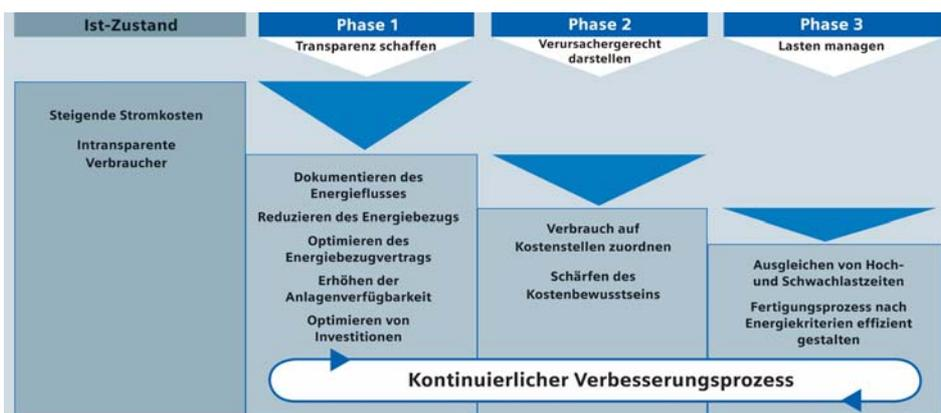 Ist-Zustand
Phase 1
Phase 2
Phase 3
Transparenz schaffen
Verursachergerecht
darstellen
Lasten managen
Steigende Stromkosten
Intransparente
Verbraucher
Dokumentieren des
Energieflusses
Reduzieren des Energiebezugs
Optimieren des
Energiebezugvertrags
Erhöhen der
Anlagenverfügbarkeit
Optimieren von
Investitionen
Verbrauch auf
Kostenstellen zuordnen
Schärfen des
Kostenbewusstseins
Ausgleichen von Hoch-
und Schwachlastzeiten
Fertigungsprozess nach
Energiekriterien effizient
gestalten
Kontinuierlicher Verbesserungsprozess